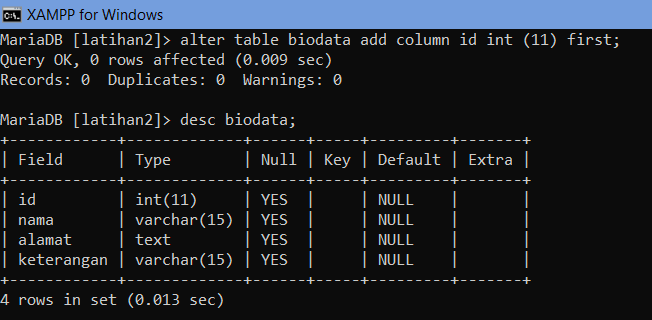 XAMPP for Windows
MariaDB [latihan2]> alter table biodata add column id int (11) first;
Query OK, 0 rows affected (0.009 sec)
Records: 0  Duplicates: 0  Warnings: 0
MariaDB [latihan2]> desc biodata;
+------------+-------------+------+-----+---------+-------+
| Field      | Type        | Null | Key | Default | Extra |
+------------+-------------+------+-----+---------+-------+
| id         | int(11)     | YES  |     | NULL    |       |
| nama       | varchar(15) | YES  |     | NULL    |       |
| alamat     | text        | YES  |     | NULL    |       |
| keterangan | varchar(15) | YES  |     | NULL    |       |
+------------+-------------+------+-----+---------+-------+
4 rows in set (0.013 sec)